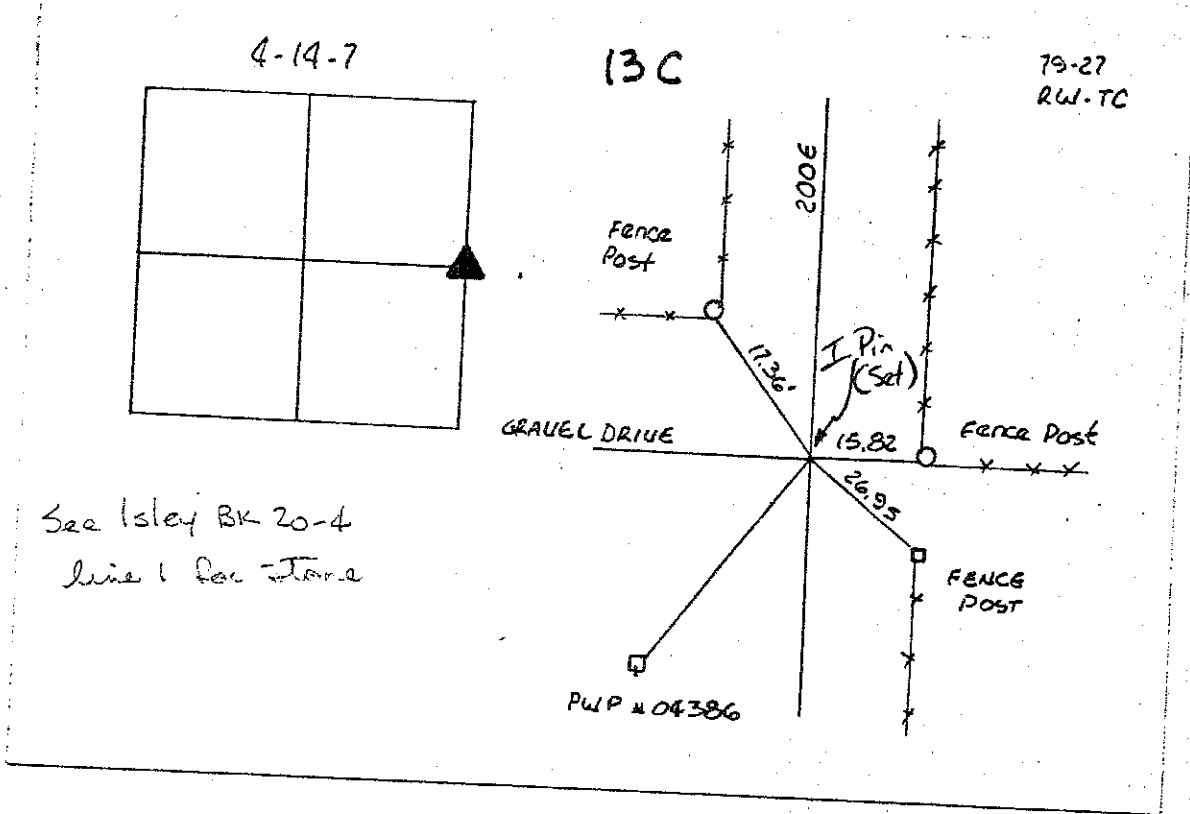 4-14-7
13 C
79-27
RW-TC
200E
Fence
Post
17.36'
I Pin
(Set)
GRAVEL DRIVE
15.82
Fence Post
26.95
See Isley BK 20-4
line 1 for Stone
FENCE
POST
PWP # 04386